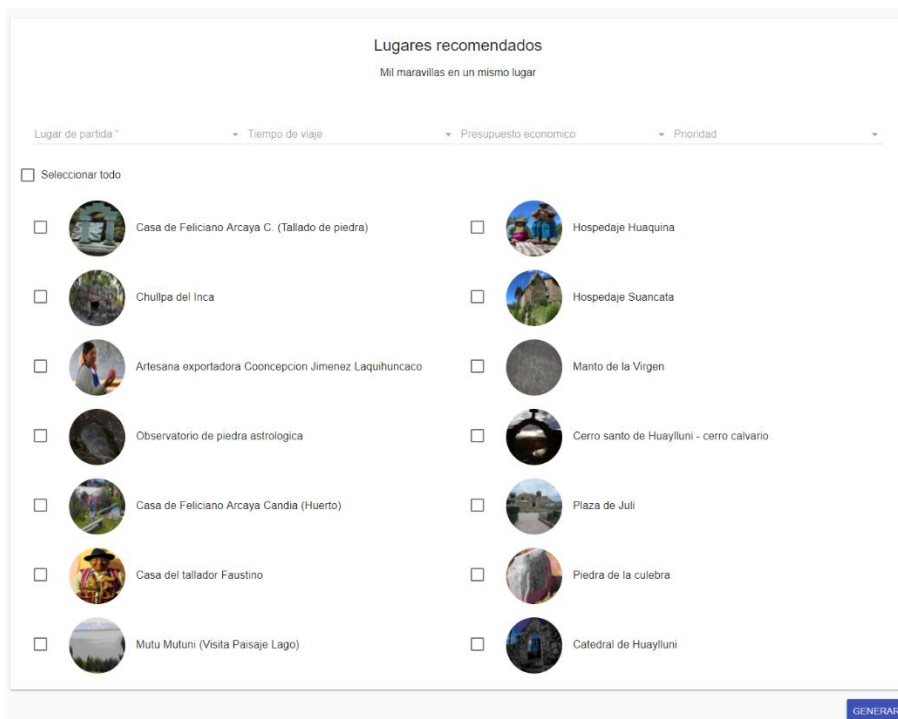 Lugares recomendados
Mil maravillas en un mismo lugar
Lugar de partida *
Tiempo de viaje
Presupuesto economico
Prioridad
Seleccionar todo
Casa de Feliciano Arcaya C. (Tallado de piedra)
Hospedaje Huaquina
Chullpa del Inca
Hospedaje Suancata
Artesana exportadora Cooncepcion Jimenez Laquihuncaco
Manto de la Virgen
Observatorio de piedra astrologica
Cerro santo de Huaylluni - cerro calvario
Casa de Feliciano Arcaya Candia (Huerto)
Plaza de Juli
Casa del tallador Faustino
Piedra de la culebra
Mutu Mutuni (Visita Paisaje Lago)
Catedral de Huaylluni
GENERAR